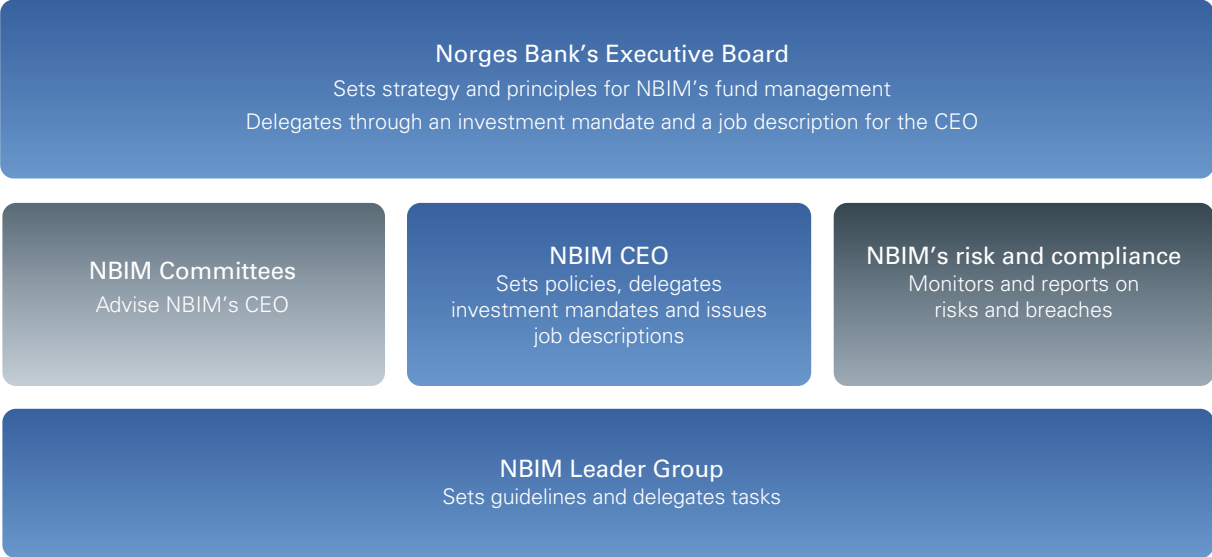 Norges Bank’s Executive Board
Sets strategy and principles for NBIM’s fund management
Delegates through an investment mandate and a job description for the CEO
NBIM Committees
Advise NBIM’s CEO
NBIM CEO
Sets policies, delegates
investment mandates and issues
job descriptions
NBIM’s risk and compliance
Monitors and reports on
risks and breaches
NBIM Leader Group
Sets guidelines and delegates tasks